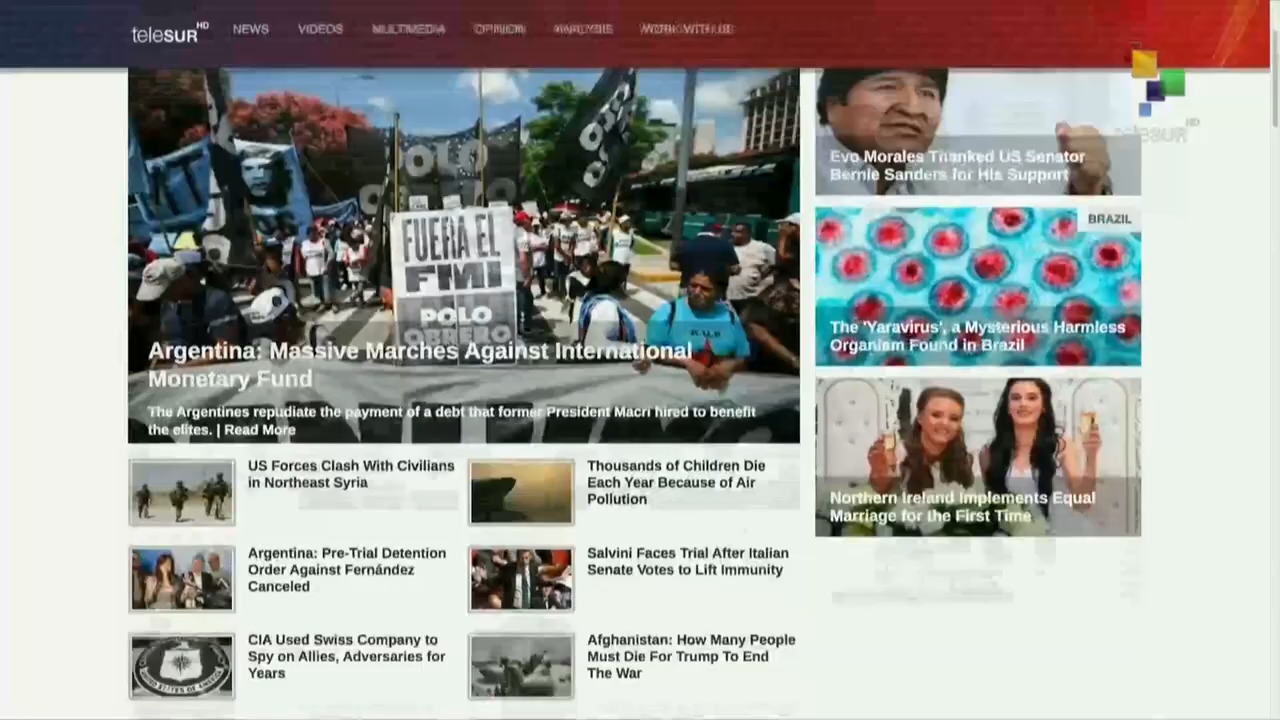 teleSUR HD
NEWS
VIDEOS
MULTIMEDIA
OPINION
ANALYSIS
WORK WITH US
POLO
FUERA EL
FMI
POLO
OBRERO
Argentina: Massive Marches Against International
Monetary Fund
The Argentines repudiate the payment of a debt that former President Macri hired to benefit
the elites. | Read More
US Forces Clash With Civilians
in Northeast Syria
Thousands of Children Die
Each Year Because of Air
Pollution
Argentina: Pre-Trial Detention
Order Against Fernández
Canceled
Salvini Faces Trial After Italian
Senate Votes to Lift Immunity
CIA Used Swiss Company to
Spy on Allies, Adversaries for
Years
Afghanistan: How Many People
Must Die For Trump To End
The War
teleSUR HD
Evo Morales Thanked US Senator
Bernie Sanders for His Support
BRAZIL
The 'Yaravirus', a Mysterious Harmless
Organism Found in Brazil
Northern Ireland Implements Equal
Marriage for the First Time